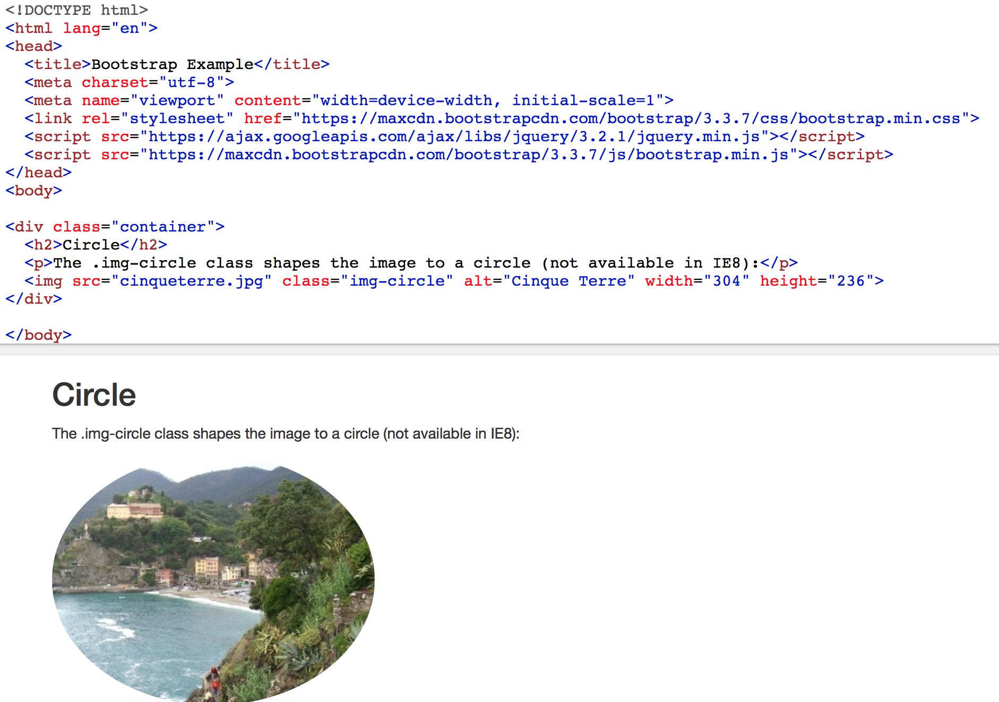 <!DOCTYPE html>
<html lang="en">
<head>
  <title>Bootstrap Example</title>
  <meta charset="utf-8">
  <meta name="viewport" content="width=device-width, initial-scale=1">
  <link rel="stylesheet" href="https://maxcdn.bootstrapcdn.com/bootstrap/3.3.7/css/bootstrap.min.css">
  <script src="https://ajax.googleapis.com/ajax/libs/jquery/3.2.1/jquery.min.js"></script>
  <script src="https://maxcdn.bootstrapcdn.com/bootstrap/3.3.7/js/bootstrap.min.js"></script>
</head>
<body>
<div class="container">
  <h2>Circle</h2>
  <p>The .img-circle class shapes the image to a circle (not available in IE8):</p>
  <img src="cinqueterre.jpg" class="img-circle" alt="Cinque Terre" width="304" height="236">
</div>
</body>
Circle
The .img-circle class shapes the image to a circle (not available in IE8):